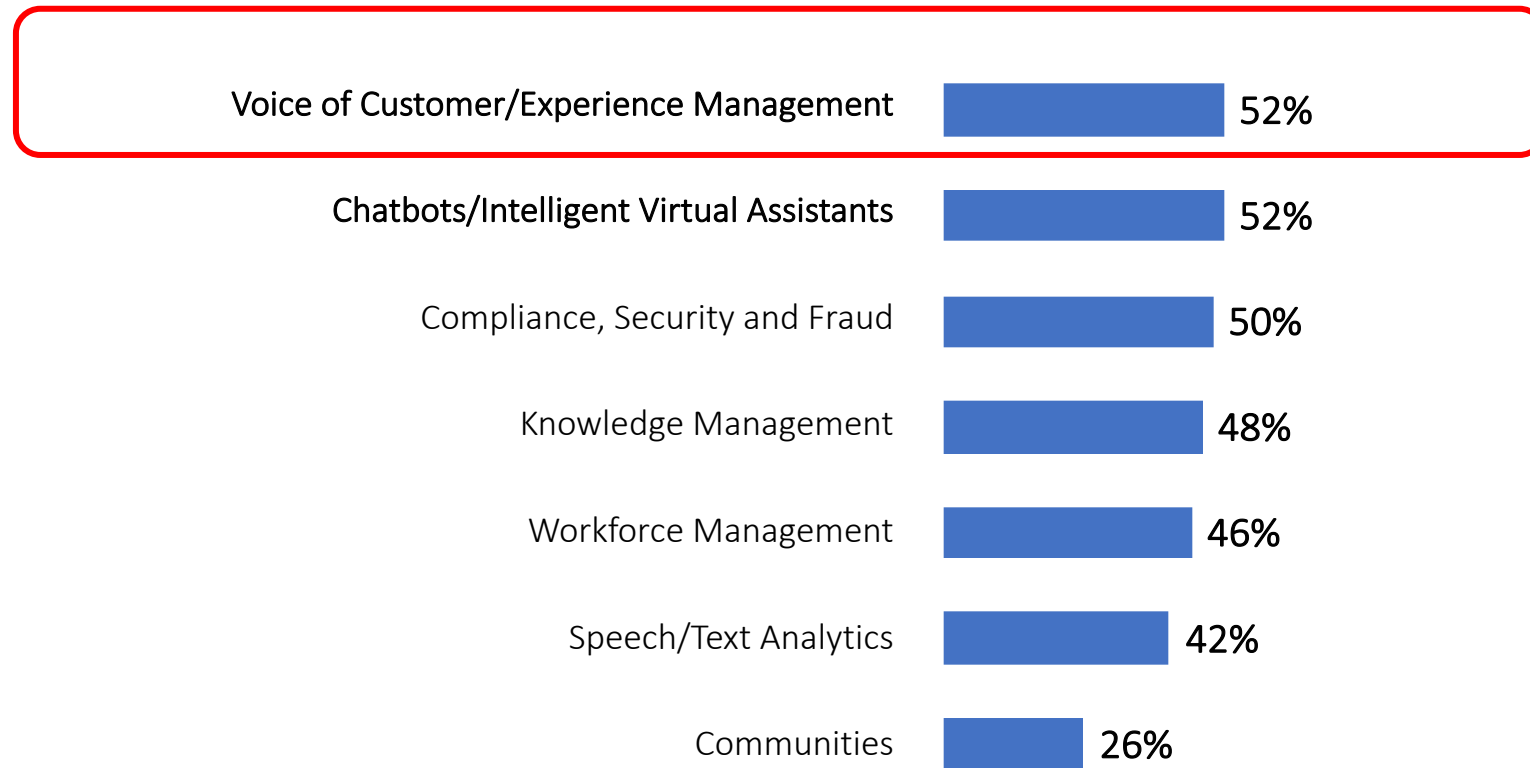 Voice of Customer/Experience Management 52%
Chatbots/Intelligent Virtual Assistants 52%
Compliance, Security and Fraud 50%
Knowledge Management 48%
Workforce Management 46%
Speech/Text Analytics 42%
Communities 26%